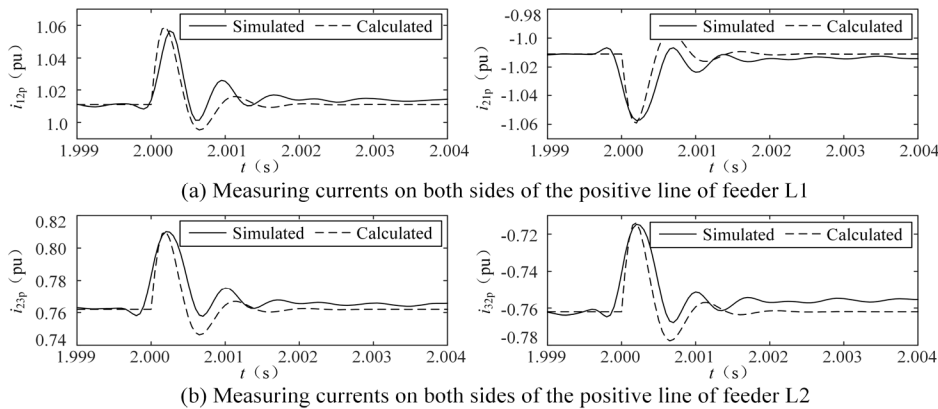 Simulated Calculated
1.06
1.04
1.02
1.0
i12p (pu)
1.999 2.000 2.001 2.002 2.003 2.004
t (s)
Simulated Calculated
-0.98
-1.0
-1.02
-1.04
-1.06
i21p (pu)
1.999 2.000 2.001 2.002 2.003 2.004
t (s)
(a) Measuring currents on both sides of the positive line of feeder L1
Simulated Calculated
0.82
0.80
0.78
0.76
0.74
i23p (pu)
1.999 2.000 2.001 2.002 2.003 2.004
t (s)
Simulated Calculated
-0.72
-0.74
-0.76
-0.78
i32p (pu)
1.999 2.000 2.001 2.002 2.003 2.004
t (s)
(b) Measuring currents on both sides of the positive line of feeder L2